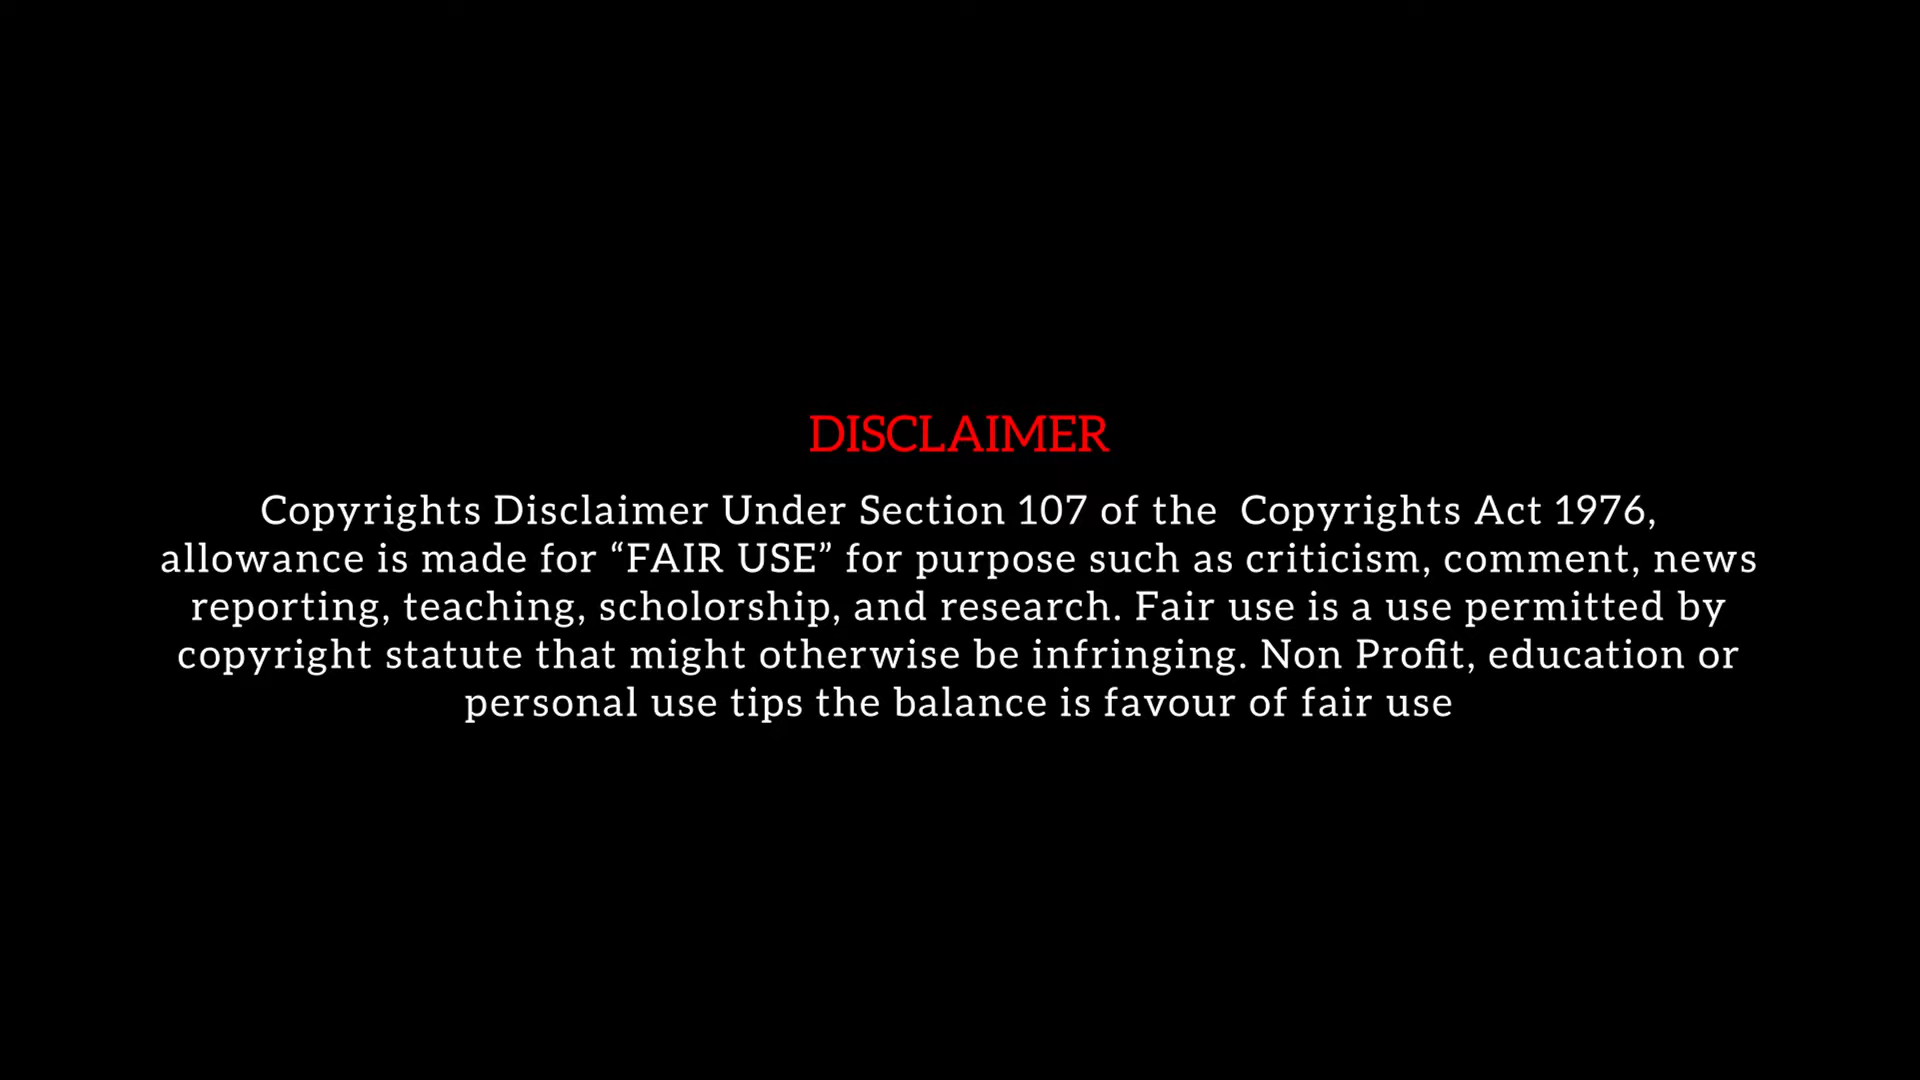 DISCLAIMER
Copyrights Disclaimer Under Section 107 of the  Copyrights Act 1976,
allowance is made for “FAIR USE” for purpose such as criticism, comment, news
reporting, teaching, scholorship, and research. Fair use is a use permitted by
copyright statute that might otherwise be infringing. Non Profit, education or
personal use tips the balance is favour of fair use